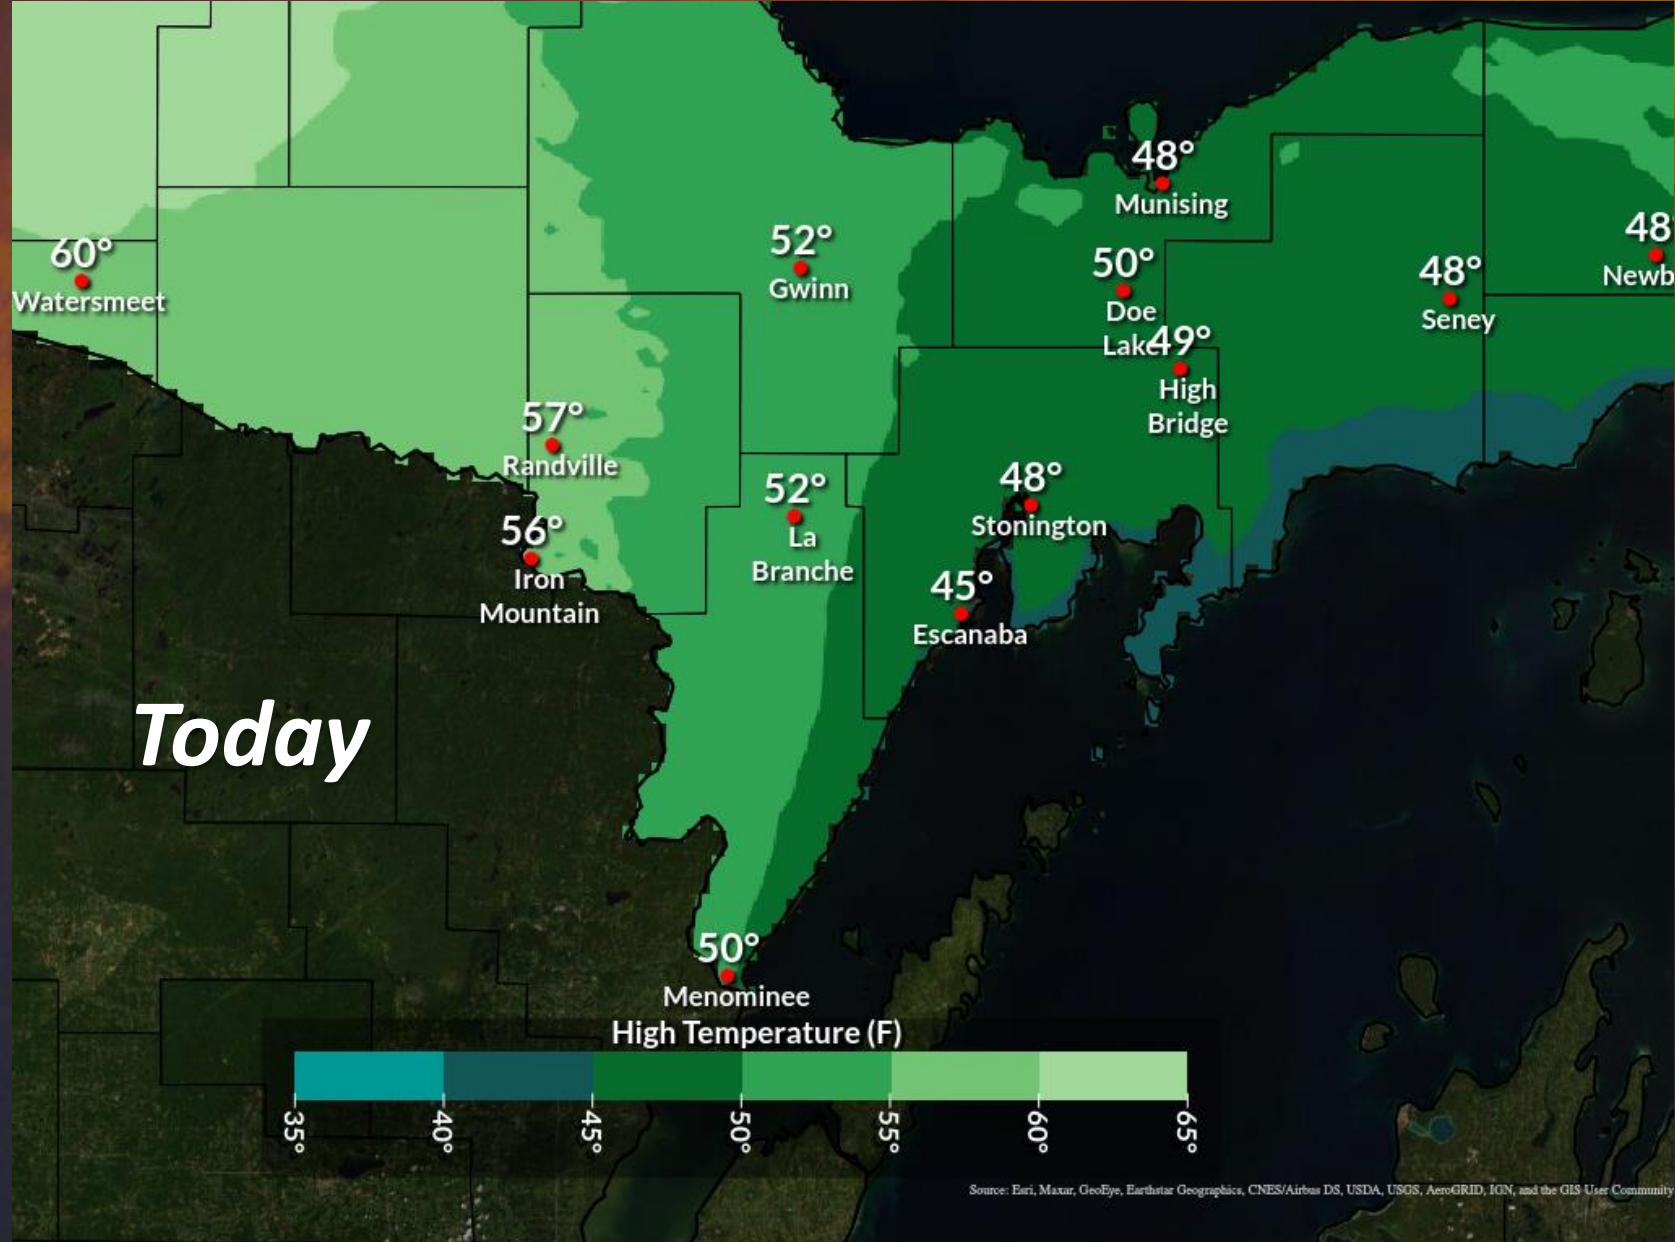 48°
Munising
48°
Newb
52°
Gwinn
60°
Watersmeet
50°
Doe
Lake
48°
Seney
49°
High
Bridge
57°
Randville
52°
La
Branche
48°
Stonington
56°
Iron
Mountain
45°
Escanaba
Today
50°
Menominee
High Temperature (F)
35°
40°
45°
50°
55°
60°
65°
Source: Esri, Maxar, GeoEye, Earthstar Geographics, CNES/Airbus DS, USDA, USGS, AeroGRID, IGN, and the GIS User Community